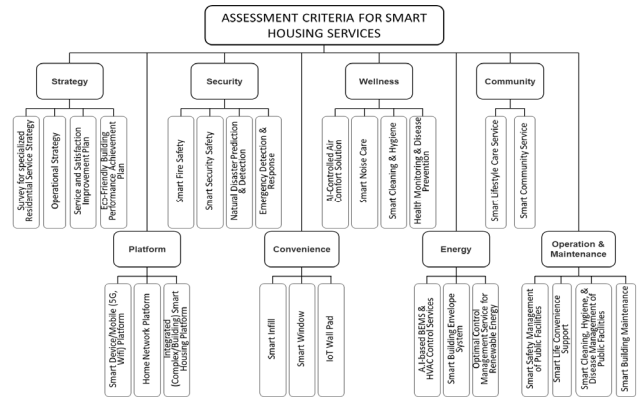 ASSESSMENT CRITERIA FOR SMART
HOUSING SERVICES
Strategy
Security
Wellness
Community
Survey for specialized
Residential Service Strategy
Operational Strategy
Service and Satisfaction
Improvement Plan
Eco-Friendly Building
Performance Achievement
Plan
Smart Fire Safety
Smart Security Safety
Natural Disaster Prediction
& Detection
Emergency Detection &
Response
AI-Controlled Air
Comfort Solution
Smart Noise Care
Smart Cleaning & Hygiene
Health Monitoring & Disease
Prevention
Smart Lifestyle Care Service
Smart Community Service
Platform
Convenience
Energy
Operation &
Maintenance
Smart Device/Mobile (5G,
Wifi) Platform
Home Network Platform
Integrated
(Complex/Building) Smart
Housing Platform
Smart Infill
Smart Window
IoT Wall Pad
A.I-based BEMS &
HVAC Control Services
Smart Building Envelope
System
Optimal Control
Management Service for
Renewable Energy
Smart Safety Management
of Public Facilities
Smart Life Convenience
Support
Smart Cleaning, Hygiene, &
Disease Management of
Public Facilities
Smart Building Maintenance